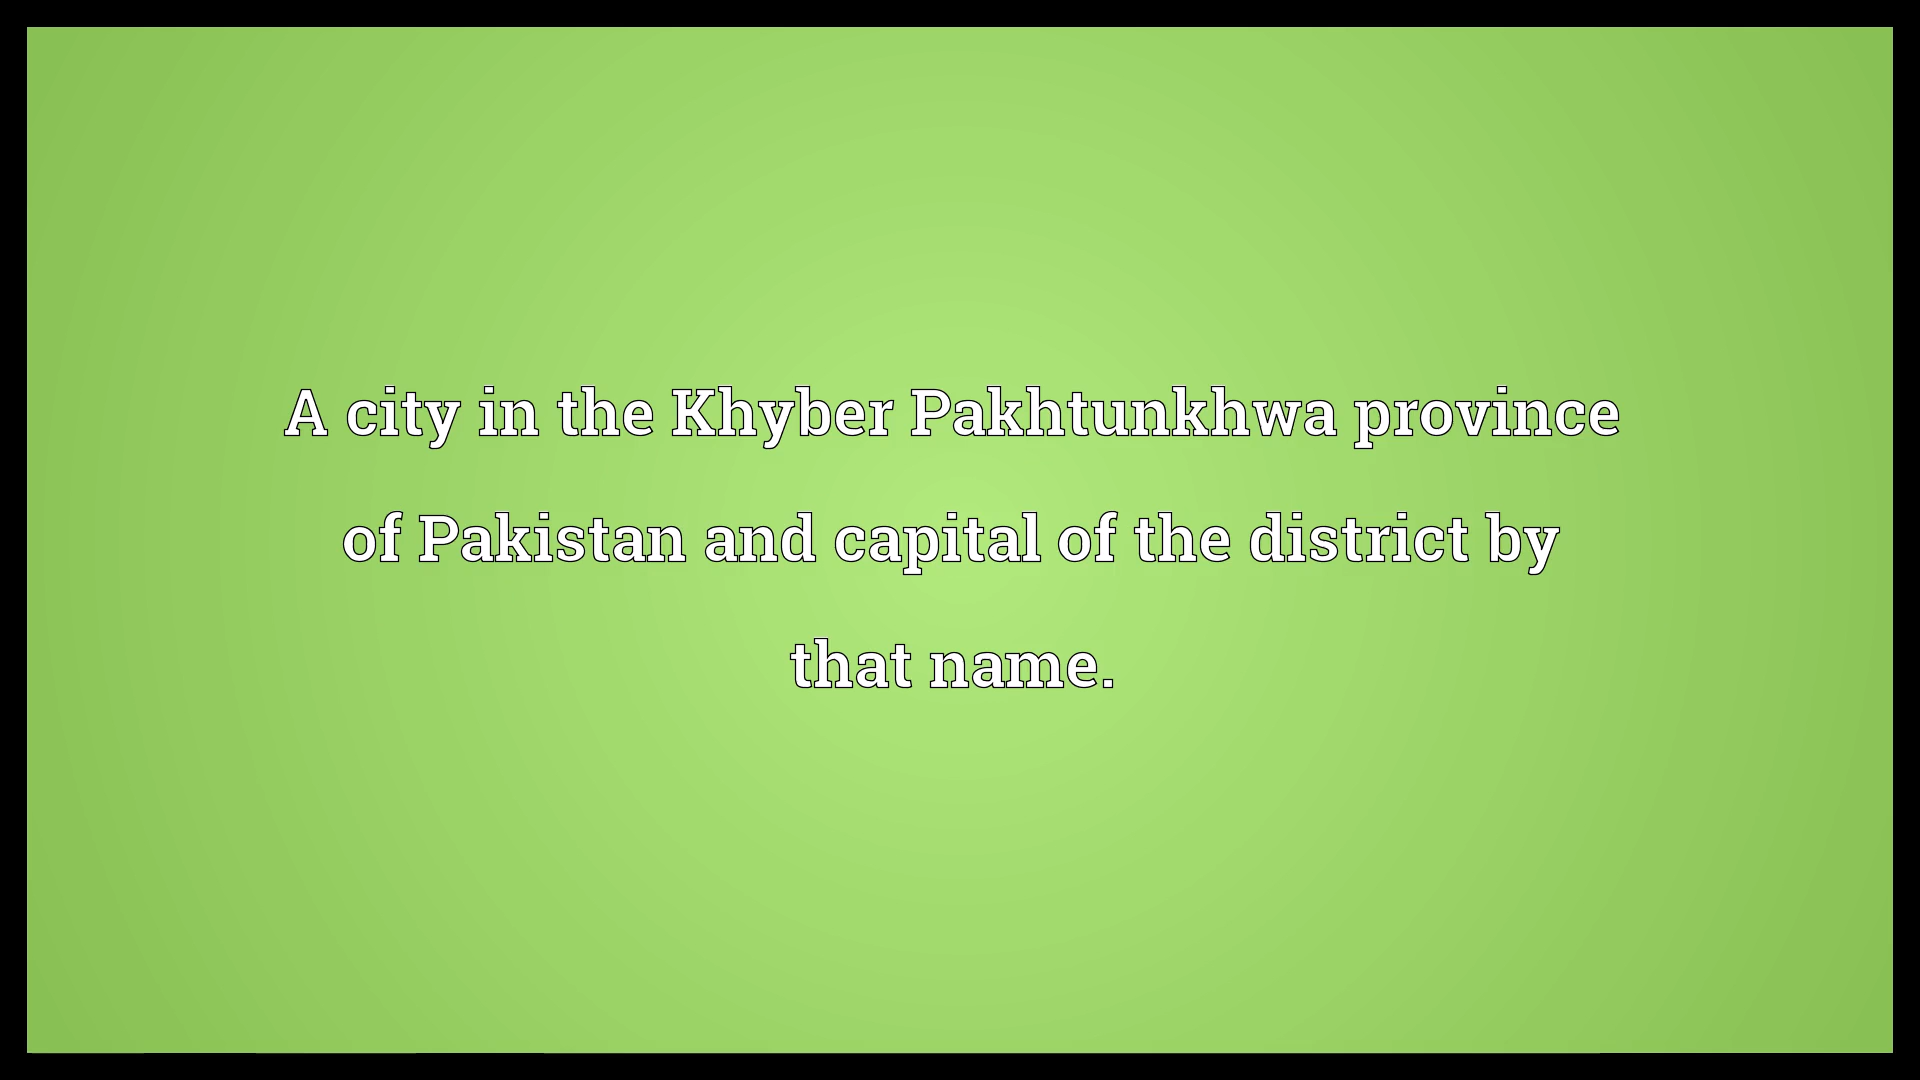 A city in the Khyber Pakhtunkhwa province
of Pakistan and capital of the district by
that name.